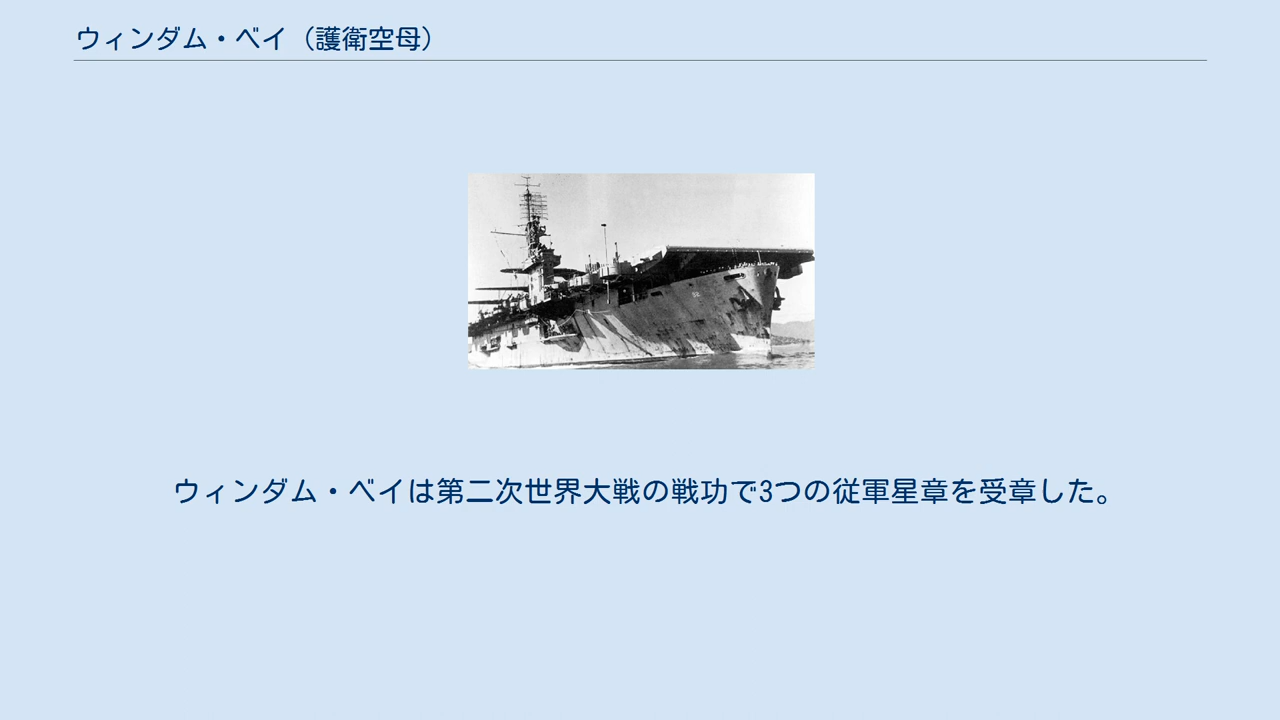 ウィンダム・ベイ（護衛空母）
ウィンダム・ベイは第二次世界大戦の戦功で3つの従軍星章を受章した。